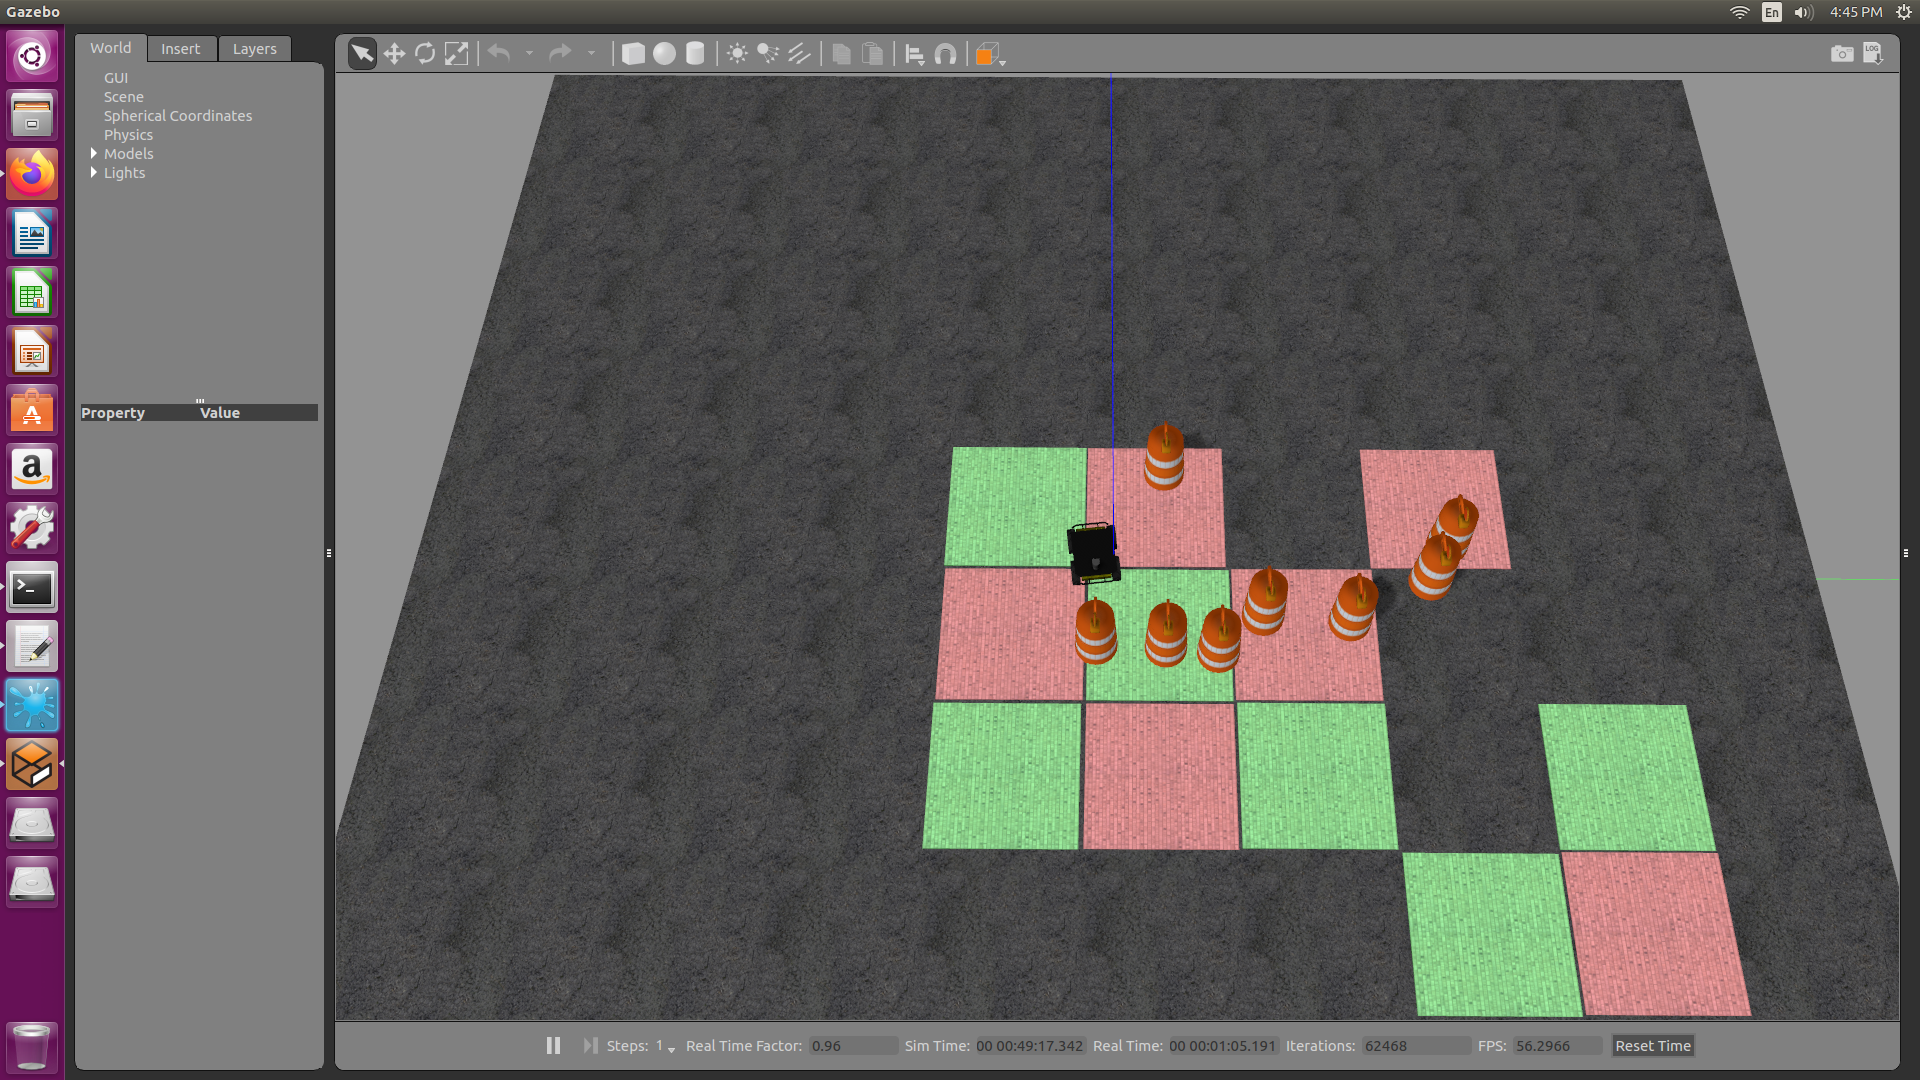 Gazebo
En
4:45 PM
World
Insert
Layers
LOG
GUI
Scene
Spherical Coordinates
Physics
Models
Lights
Property Value
Steps: 1 Real Time Factor: 0.96 Sim Time: 00 00:49:17.342 Real Time: 00 00:01:05.191 Iterations: 62468 FPS: 56.2966 Reset Time